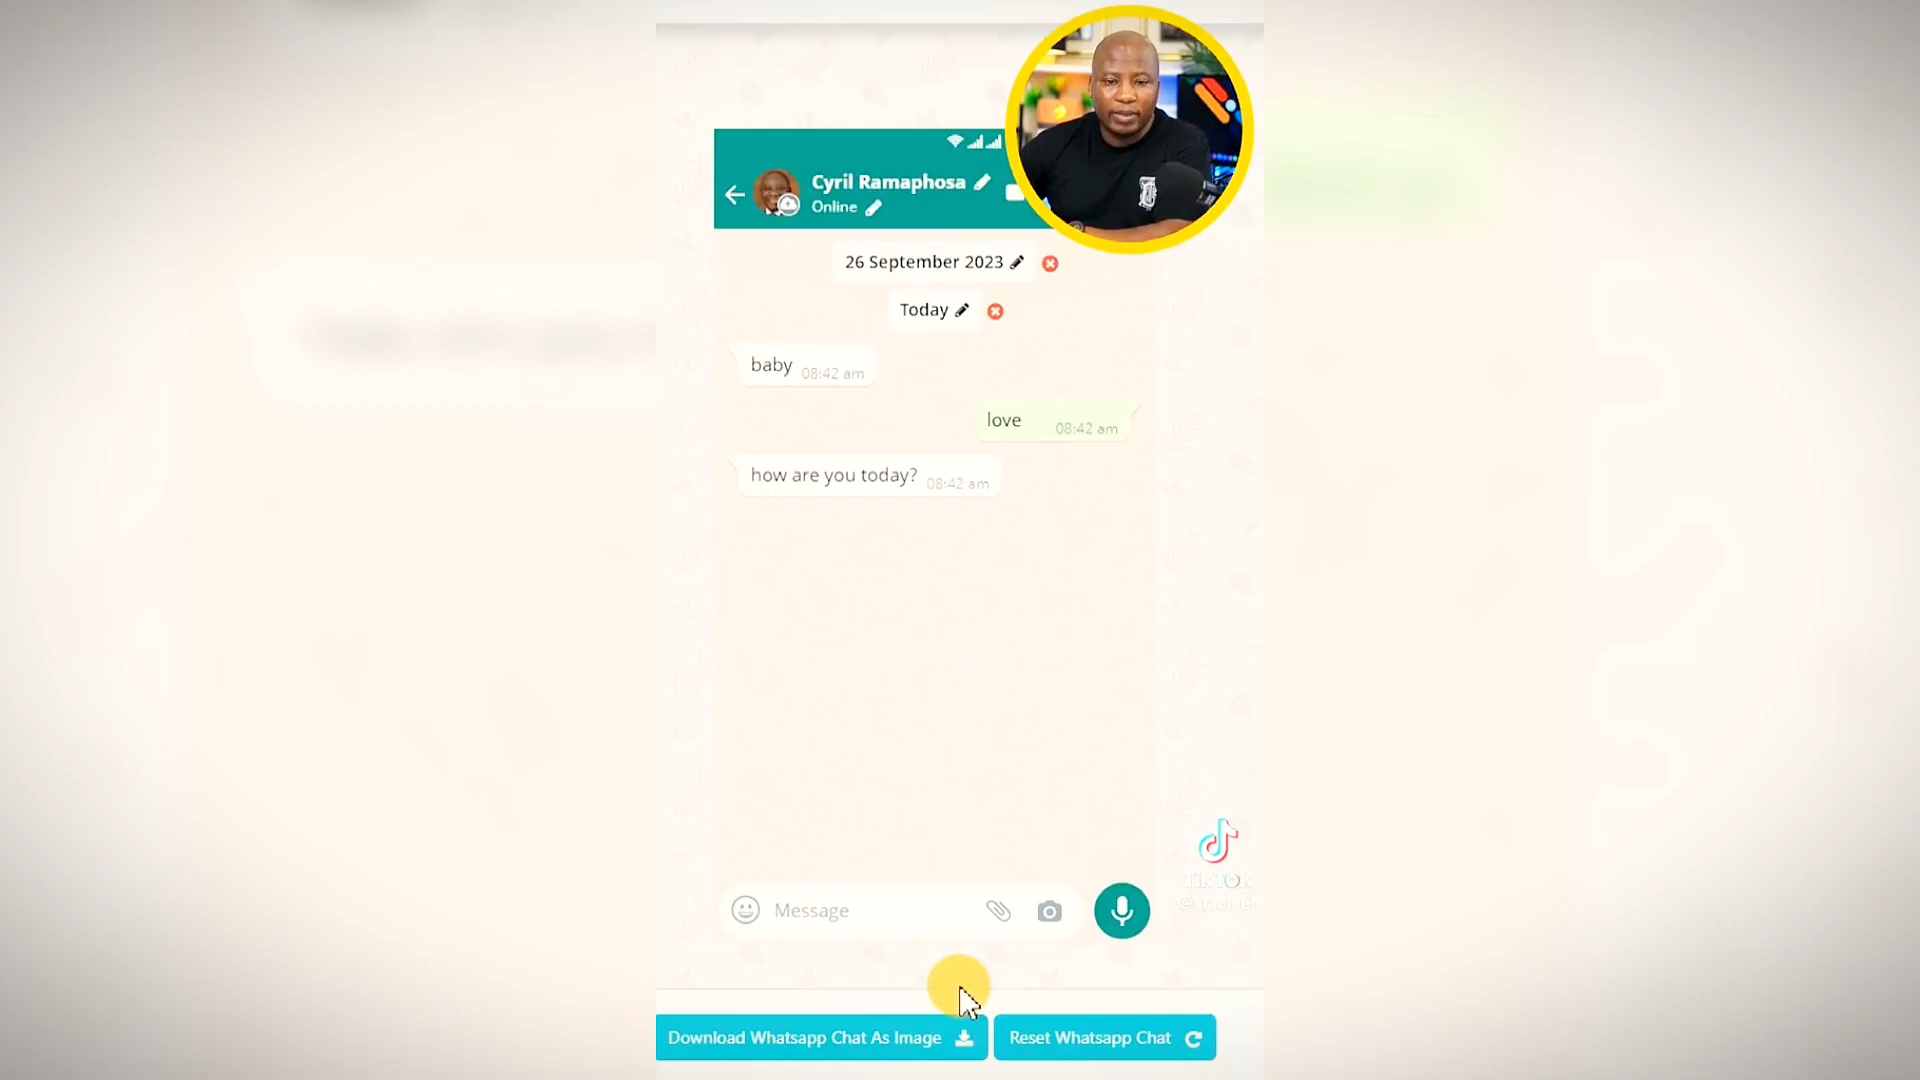 Cyril Ramaphosa
Online
26 September 2023
Today
baby 08:42 am
love 08:42 am
how are you today? 08:42 am
Message
TikTok
Download Whatsapp Chat As Image
Reset Whatsapp Chat